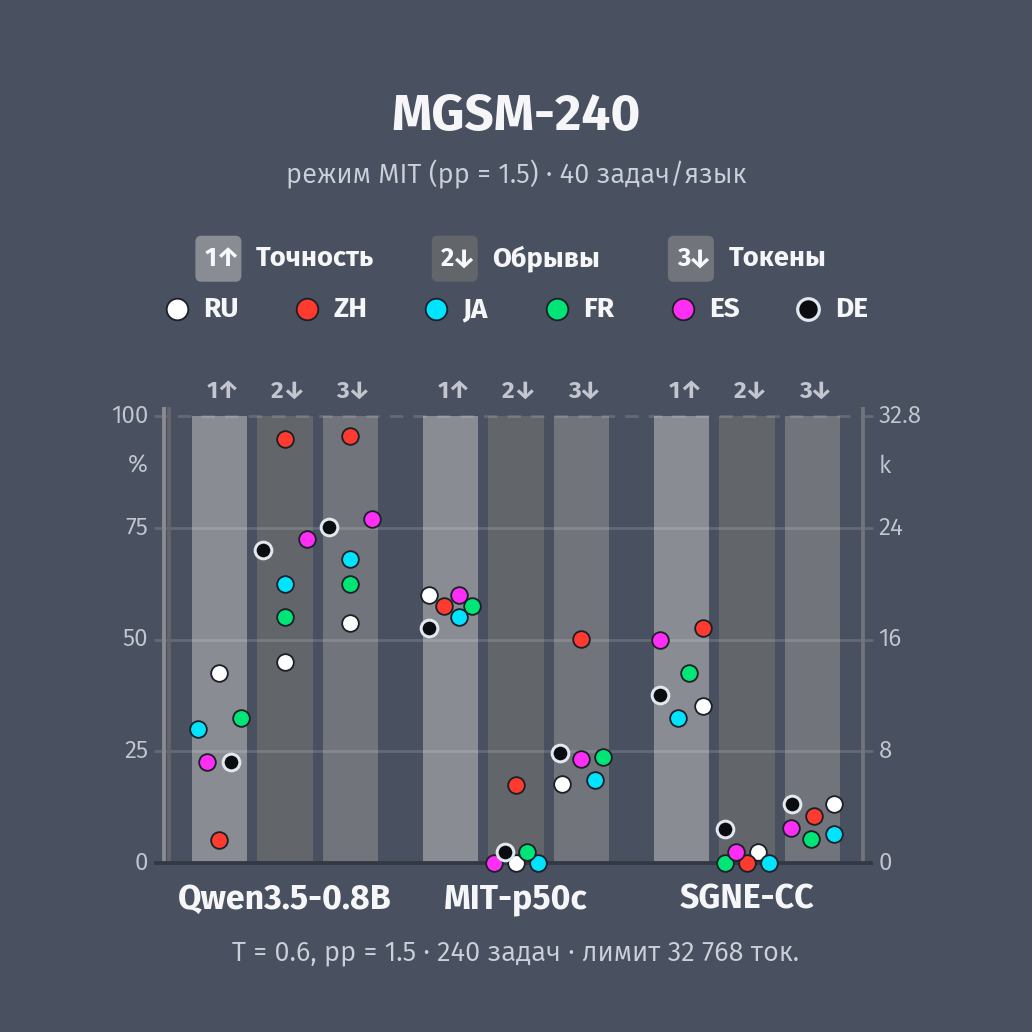 MGSM-240
режим MIT (pp = 1.5) · 40 задач/язык
1↑ Точность 2↓ Обрывы 3↓ Токены
RU ZH JA FR ES DE
1↑ 2↓ 3↓ 1↑ 2↓ 3↓ 1↑ 2↓ 3↓
100 32.8
% k
75 24
50 16
25 8
0 0
Qwen3.5-0.8B MIT-p50c SGNE-CC
T = 0.6, pp = 1.5 · 240 задач · лимит 32 768 ток.